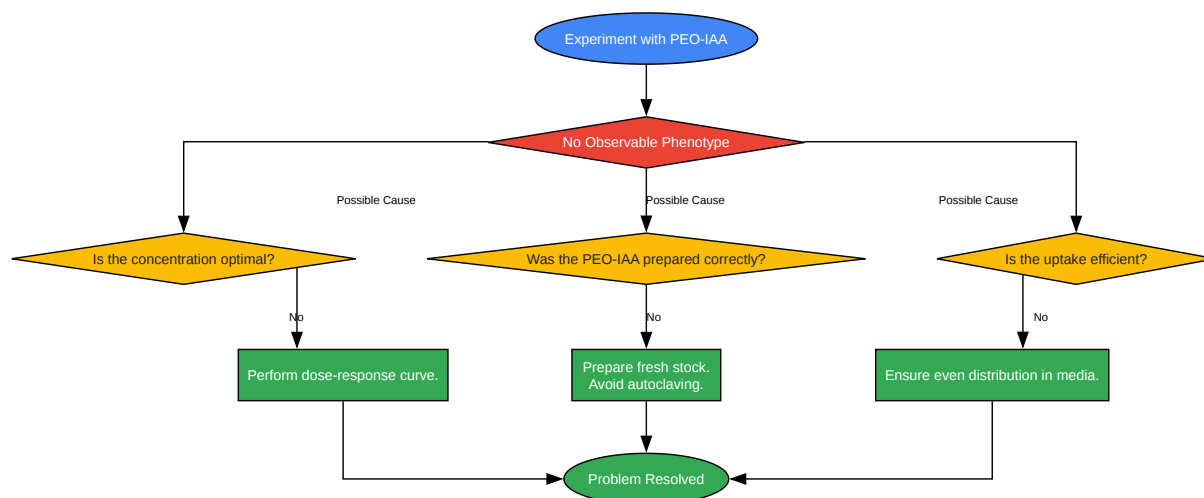 Experiment with PEO-IAA
No Observable Phenotype
Possible Cause
Possible Cause
Possible Cause
Is the concentration optimal?
Was the PEO-IAA prepared correctly?
Is the uptake efficient?
No
No
No
Perform dose-response curve.
Prepare fresh stock.
Avoid autoclaving.
Ensure even distribution in media.
Problem Resolved